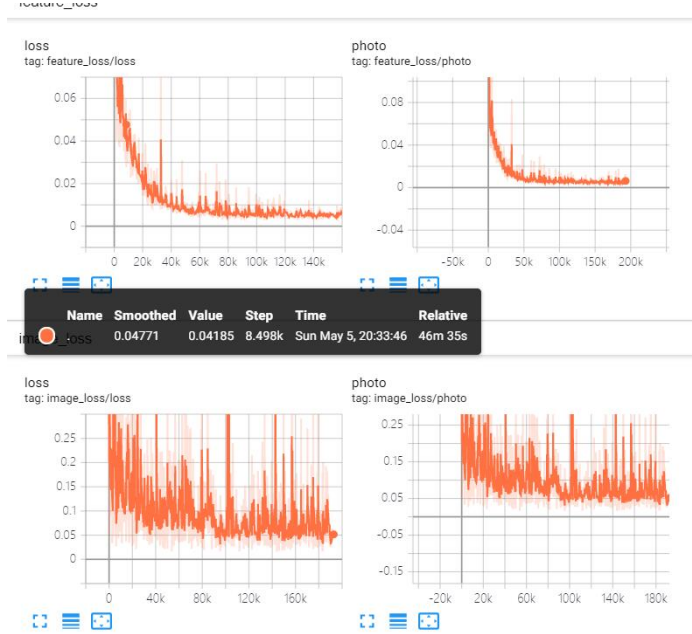 feature_loss
loss
tag: feature_loss/loss
0.06
0.04
0.02
0
0 20k 40k 60k 80k 100k 120k 140k
photo
tag: feature_loss/photo
0.08
0.04
0
-0.04
-50k 0 50k 100k 150k 200k
Name Smoothed Value Step Time Relative
. 0.04771 0.04185 8.498k Sun May 5, 20:33:46 46m 35s
image_loss
loss
tag: image_loss/loss
0.25
0.2
0.15
0.1
0.05
0
0 40k 80k 120k 160k
photo
tag: image_loss/photo
0.25
0.15
0.05
-0.05
-0.15
-20k 20k 60k 100k 140k 180k